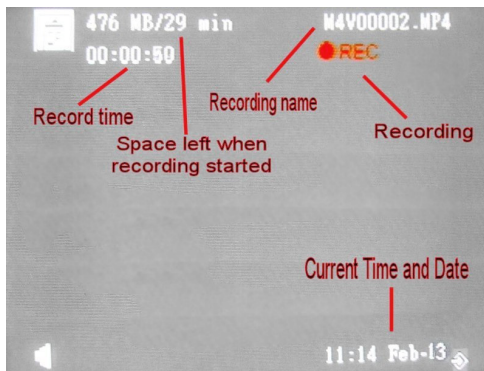 476 MB/29 min
M4V00002.MP4
00:00:50
REC
Record time
Recording name
Recording
Space left when
recording started
Current Time and Date
11:14 Feb-13